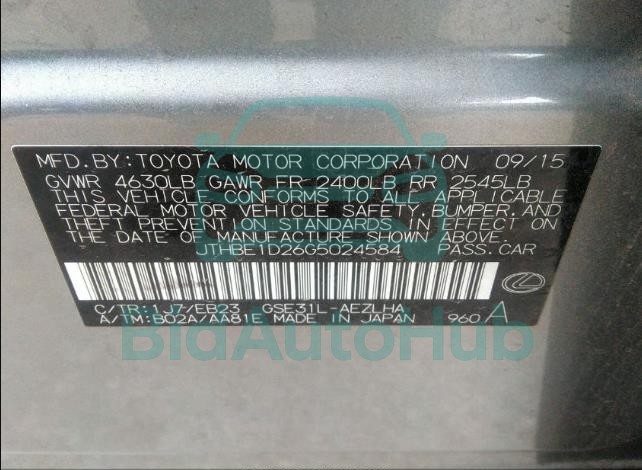 MFD. BY: TOYOTA MOTOR CORPORATION 09/15
GVWR 4630LB GAWR FR 2400LB RR 2545LB
THIS VEHICLE CONFORMS TO ALL APPLICABLE
FEDERAL MOTOR VEHICLE SAFETY, BUMPER, AND
THEFT PREVENTION STANDARDS IN EFFECT ON
THE DATE OF MANUFACTURE SHOWN ABOVE.
JTHBE1D26G5024584 PASS. CAR
C/TR: 1J7/EB23 GSE31L-AEZLHA
A/TM: B02A/AA81E MADE IN JAPAN 960 A
BidAutoHub